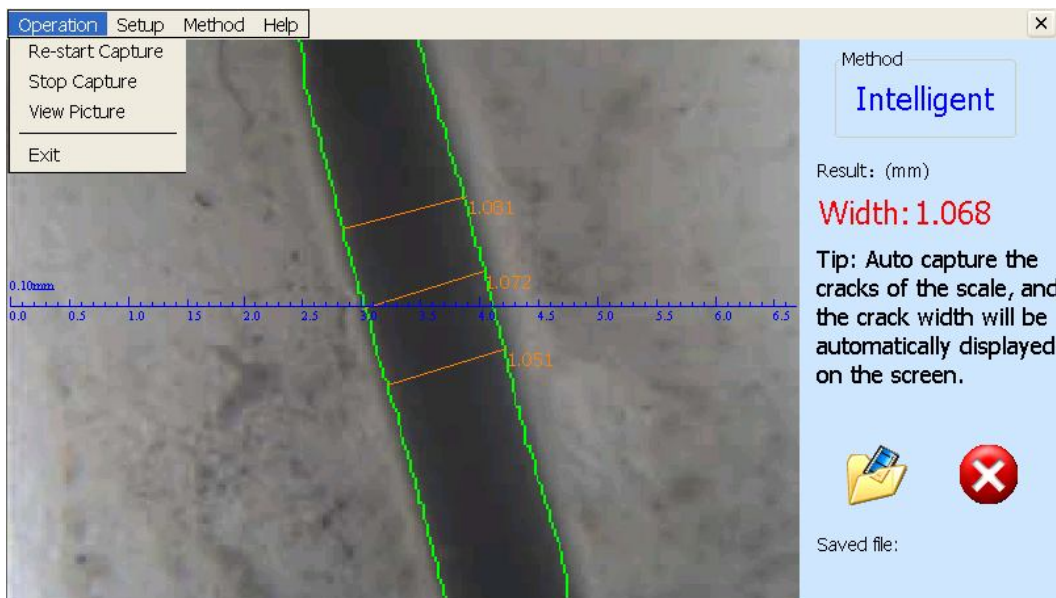 Operation Setup Method Help
Re-start Capture
Stop Capture
View Picture
Exit
1.081
1.072
0.10mm
0.0 0.5 1.0 1.5 2.0 2.5 3.0 3.5 4.0 4.5 5.0 5.5 6.0 6.5
1.051
Method
Intelligent
Result: (mm)
Width: 1.068
Tip: Auto capture the
cracks of the scale, and
the crack width will be
automatically displayed
on the screen.
Saved file: